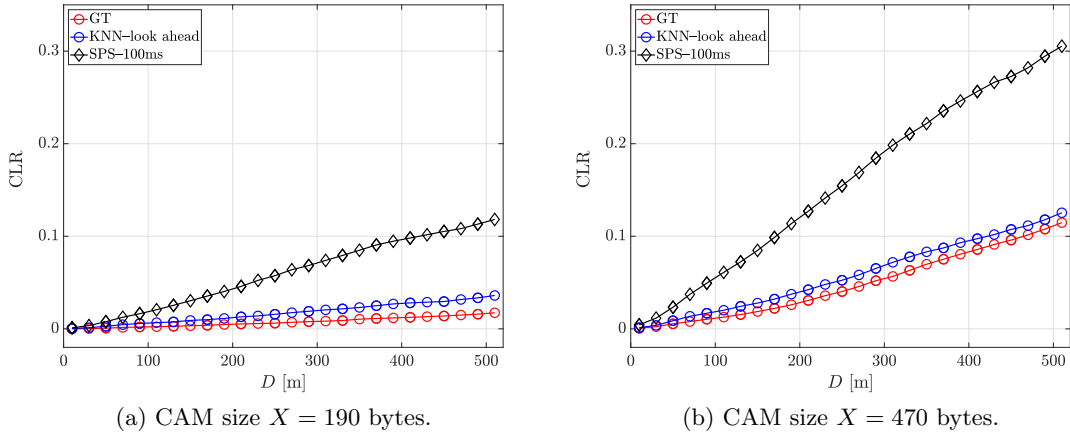 GT
KNN–look ahead
SPS–100ms
0.3
0.2
0.1
0
CLR
0 100 200 300 400 500
D [m]
(a) CAM size X = 190 bytes.
GT
KNN–look ahead
SPS–100ms
0.3
0.2
0.1
0
CLR
0 100 200 300 400 500
D [m]
(b) CAM size X = 470 bytes.